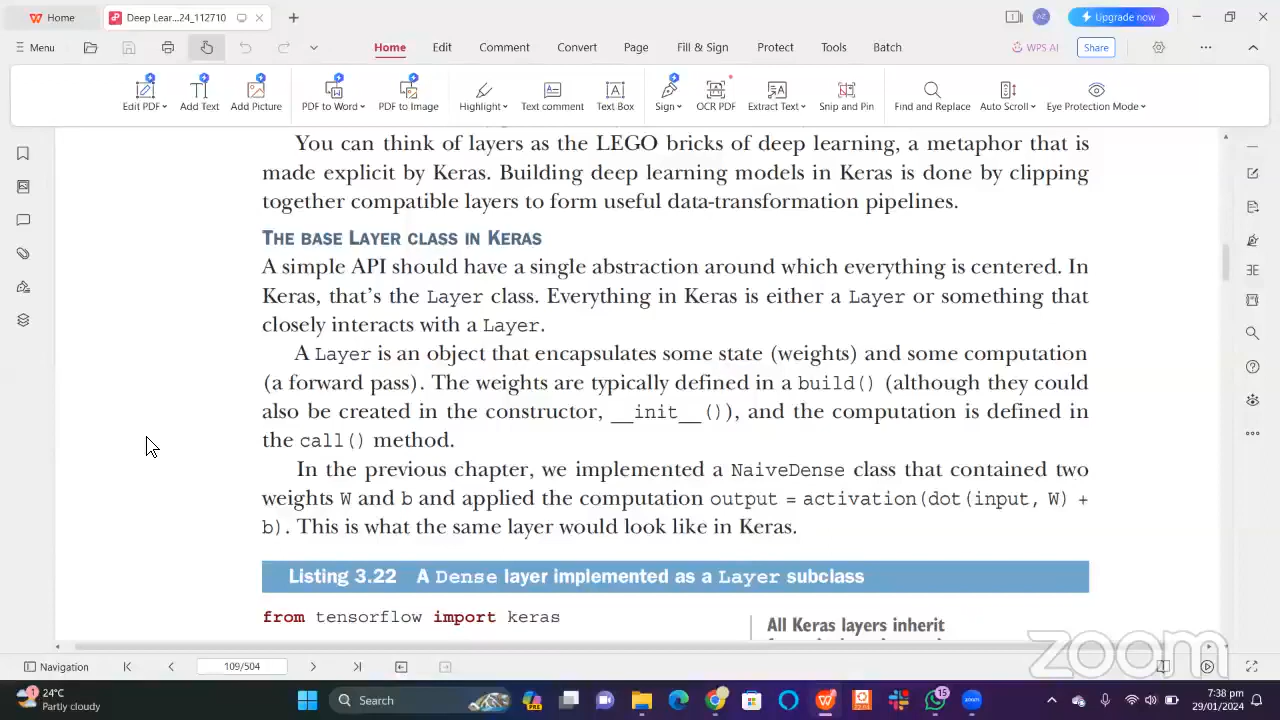 Home
Deep Lear...24_112710
AZ
Upgrade now
Menu
Home Edit Comment Convert Page Fill & Sign Protect Tools Batch
WPS AI
Share
Edit PDF Add Text Add Picture PDF to Word PDF to Image Highlight Text comment Text Box Sign OCR PDF Extract Text Snip and Pin Find and Replace Auto Scroll Eye Protection Mode
You can think of layers as the LEGO bricks of deep learning, a metaphor that is
made explicit by Keras. Building deep learning models in Keras is done by clipping
together compatible layers to form useful data-transformation pipelines.
THE BASE LAYER CLASS IN KERAS
A simple API should have a single abstraction around which everything is centered. In
Keras, that's the Layer class. Everything in Keras is either a Layer or something that
closely interacts with a Layer.
A Layer is an object that encapsulates some state (weights) and some computation
(a forward pass). The weights are typically defined in a build() (although they could
also be created in the constructor, __init__()), and the computation is defined in
the call() method.
In the previous chapter, we implemented a NaiveDense class that contained two
weights W and b and applied the computation output = activation(dot(input, W) +
b). This is what the same layer would look like in Keras.
Listing 3.22 A Dense layer implemented as a Layer subclass
from tensorflow import keras
All Keras layers inherit
zoom
Navigation
109/504
24°C
Partly cloudy
Search
PRE
15
zoom
7:38 pm
29/01/2024